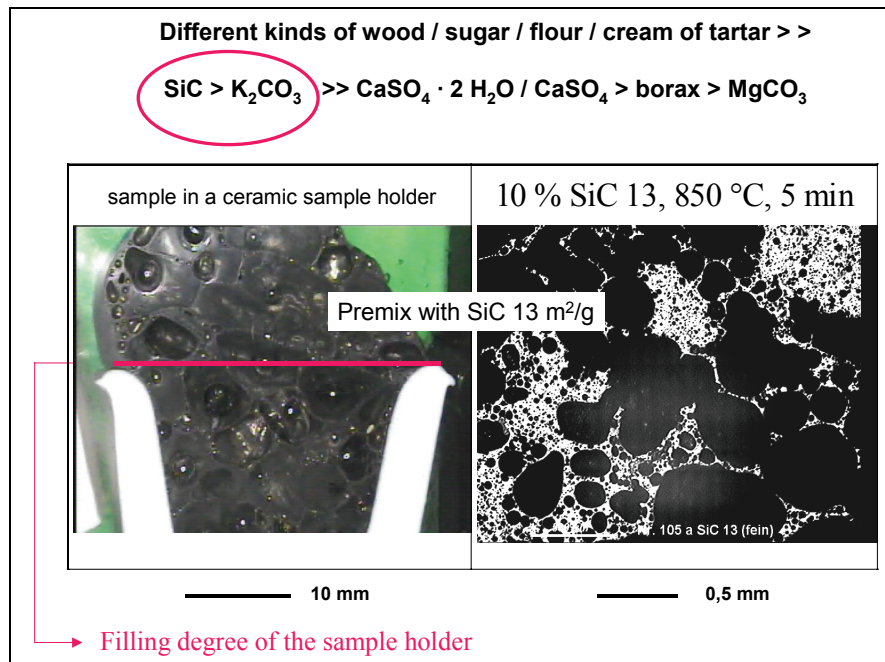 Different kinds of wood / sugar / flour / cream of tartar > >
SiC > K₂CO₃ >> CaSO₄ · 2 H₂O / CaSO₄ > borax > MgCO₃
sample in a ceramic sample holder
10 % SiC 13, 850 °C, 5 min
Premix with SiC 13 m²/g
105 a SiC 13 (fein)
10 mm
0,5 mm
Filling degree of the sample holder